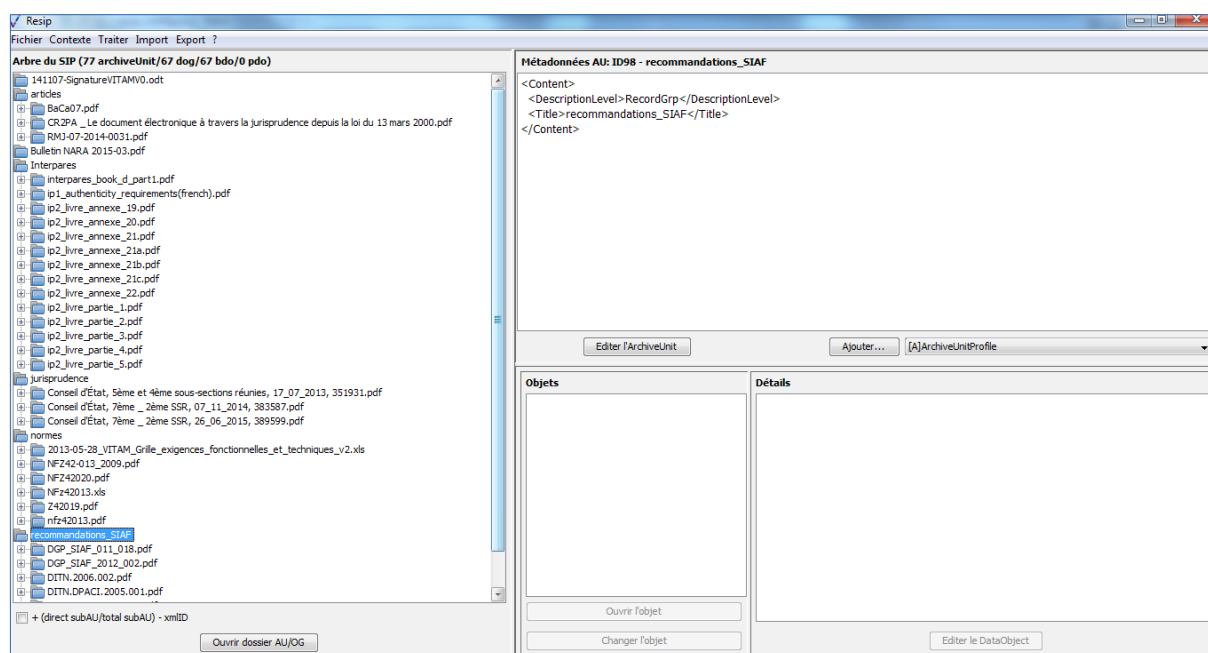 Resip
Fichier Contexte Traiter Import Export ?
Arbre du SIP (77 archiveUnit/67 dog/67 bdo/0 pdo)
141107-SignatureVITAMV0.odt
articles
BaCa07.pdf
CR2PA _ Le document électronique à travers la jurisprudence depuis la loi du 13 mars 2000.pdf
RMJ-07-2014-0031.pdf
Bulletin NARA 2015-03.pdf
Interpares
interpares_book_d_part1.pdf
ip1_authenticity_requirements(french).pdf
ip2_livre_annexe_19.pdf
ip2_livre_annexe_20.pdf
ip2_livre_annexe_21.pdf
ip2_livre_annexe_21a.pdf
ip2_livre_annexe_21b.pdf
ip2_livre_annexe_21c.pdf
ip2_livre_annexe_22.pdf
ip2_livre_partie_1.pdf
ip2_livre_partie_2.pdf
ip2_livre_partie_3.pdf
ip2_livre_partie_4.pdf
ip2_livre_partie_5.pdf
jurisprudence
Conseil d'État, 5ème et 4ème sous-sections réunies, 17_07_2013, 351931.pdf
Conseil d'État, 7ème _ 2ème SSR, 07_11_2014, 383587.pdf
Conseil d'État, 7ème _ 2ème SSR, 26_06_2015, 389599.pdf
normes
2013-05-28_VITAM_Grille_exigences_fonctionnelles_et_techniques_v2.xls
NFZ42-013_2009.pdf
NFZ42020.pdf
NFz42013.xls
Z42019.pdf
nfz42013.pdf
recommandations_SIAF
DGP_SIAF_011_018.pdf
DGP_SIAF_2012_002.pdf
DITN.2006.002.pdf
DITN.DPACI.2005.001.pdf
+ (direct subAU/total subAU) - xmlID
Ouvrir dossier AU/OG
Métadonnées AU: ID98 - recommandations_SIAF
<Content>
<DescriptionLevel>RecordGrp</DescriptionLevel>
<Title>recommandations_SIAF</Title>
</Content>
Editer l'ArchiveUnit
Ajouter...
[A]ArchiveUnitProfile
Objets
Détails
Ouvrir l'objet
Changer l'objet
Editer le DataObject